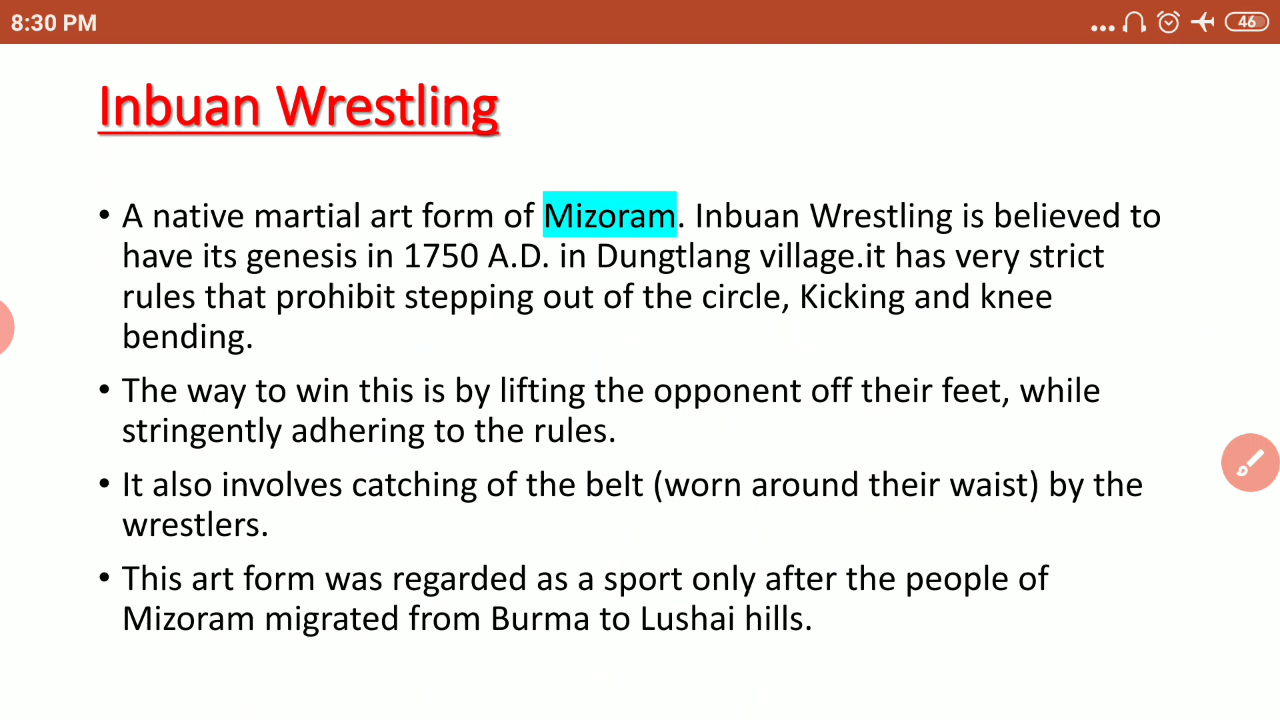 8:30 PM
46
Inbuan Wrestling
• A native martial art form of Mizoram. Inbuan Wrestling is believed to
have its genesis in 1750 A.D. in Dungtlang village.it has very strict
rules that prohibit stepping out of the circle, Kicking and knee
bending.
• The way to win this is by lifting the opponent off their feet, while
stringently adhering to the rules.
• It also involves catching of the belt (worn around their waist) by the
wrestlers.
• This art form was regarded as a sport only after the people of
Mizoram migrated from Burma to Lushai hills.